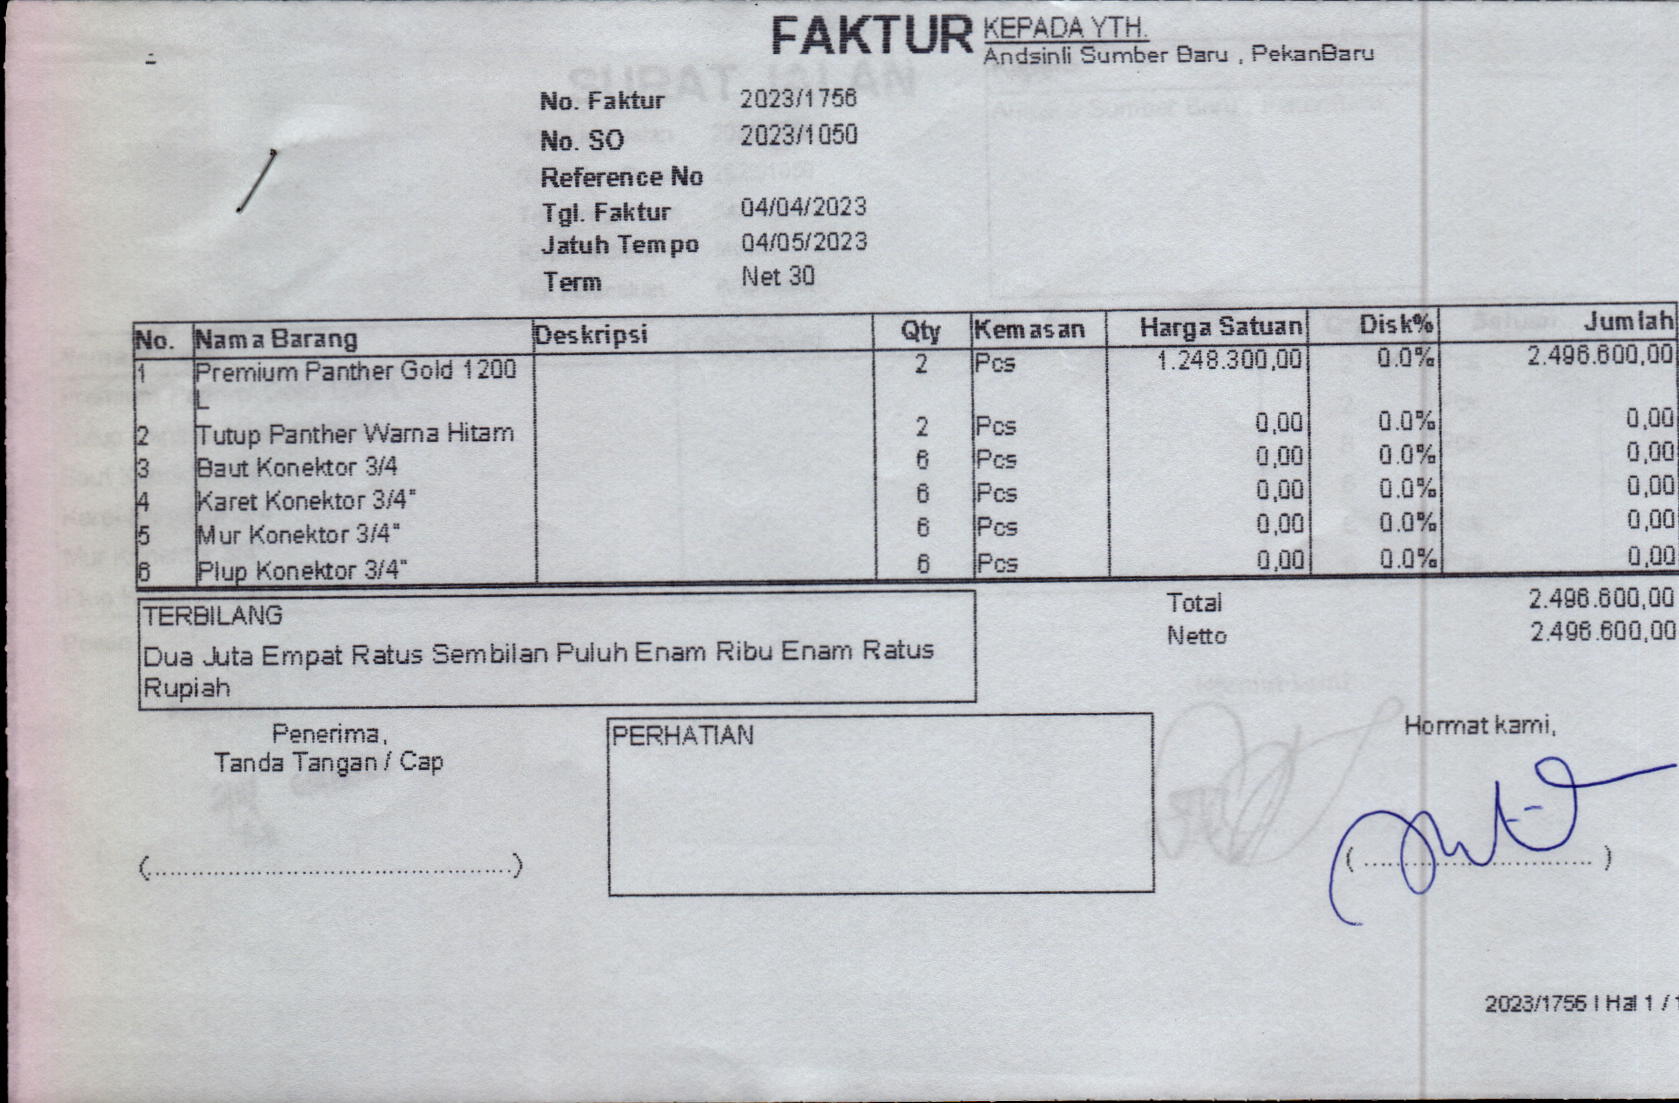 FAKTUR
KEPADA YTH.
Andsinli Sumber Baru , PekanBaru
No. Faktur 2023/1756
No. SO 2023/1050
Reference No
Tgl. Faktur 04/04/2023
Jatuh Tempo 04/05/2023
Term Net 30
No. Nama Barang Deskripsi Qty Kemasan Harga Satuan Disk% Jumlah
1 Premium Panther Gold 1200 2 Pcs 1.248.300,00 0.0% 2.496.600,00
L
2 Tutup Panther Warna Hitam 2 Pcs 0,00 0.0% 0,00
3 Baut Konektor 3/4 6 Pcs 0,00 0.0% 0,00
4 Karet Konektor 3/4" 6 Pcs 0,00 0.0% 0,00
5 Mur Konektor 3/4" 6 Pcs 0,00 0.0% 0,00
6 Plup Konektor 3/4" 6 Pcs 0,00 0.0% 0,00
TERBILANG
Dua Juta Empat Ratus Sembilan Puluh Enam Ribu Enam Ratus
Rupiah
Total 2.496.600,00
Netto 2.496.600,00
Penerima,
Tanda Tangan / Cap
PERHATIAN
Hormat kami,
(..............................................)
( ................................ )
2023/1756 | Hal 1 / 1